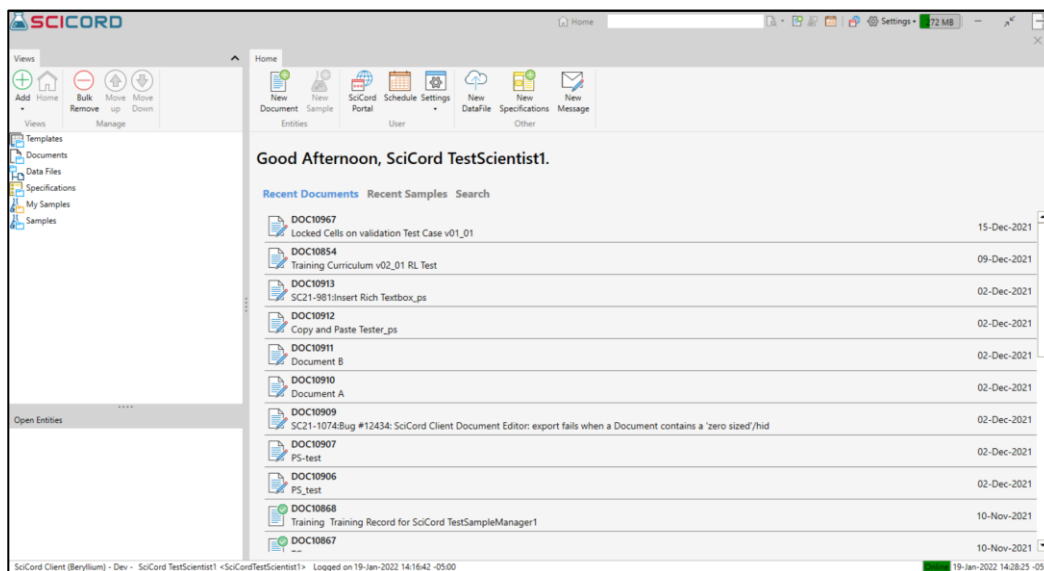 SCICORD
Home
Settings
72 MB
Views
Add Home Bulk Remove Move up Move Down
Views Manage
Templates
Documents
Data Files
Specifications
My Samples
Samples
Open Entities
Home
New Document New Sample SciCord Portal Schedule Settings New DataFile New Specifications New Message
Entities User Other
Good Afternoon, SciCord TestScientist1.
Recent Documents Recent Samples Search
DOC10967
Locked Cells on validation Test Case v01_01 15-Dec-2021
DOC10854
Training Curriculum v02_01 RL Test 09-Dec-2021
DOC10913
SC21-981:Insert Rich Textbox_ps 02-Dec-2021
DOC10912
Copy and Paste Tester_ps 02-Dec-2021
DOC10911
Document B 02-Dec-2021
DOC10910
Document A 02-Dec-2021
DOC10909
SC21-1074:Bug #12434: SciCord Client Document Editor: export fails when a Document contains a 'zero sized'/hid 02-Dec-2021
DOC10907
PS-test 02-Dec-2021
DOC10906
PS_test 02-Dec-2021
DOC10868
Training Training Record for SciCord TestSampleManager1 10-Nov-2021
DOC10867
10-Nov-2021
SciCord Client (Beryllium) - Dev - SciCord TestScientist1 <SciCordTestScientist1> Logged on 19-Jan-2022 14:16:42 -05:00 Online 19-Jan-2022 14:28:25 -05